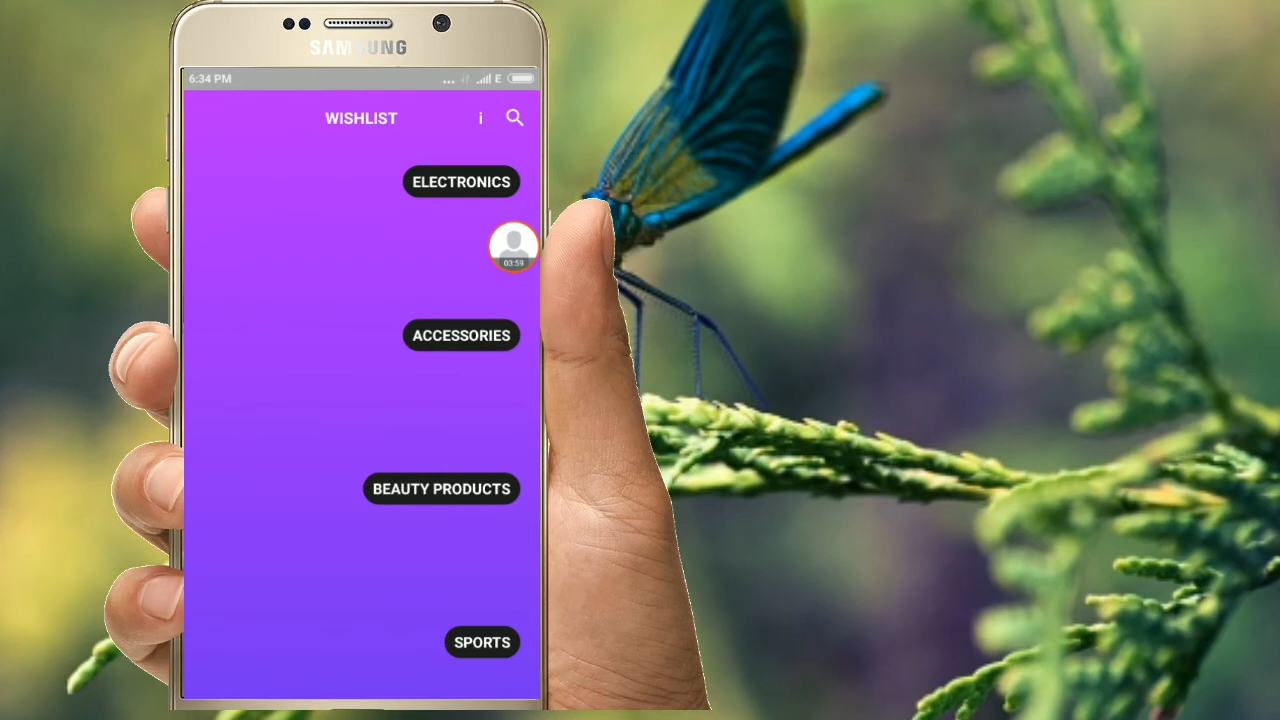 SAMSUNG
6:34 PM
... E
WISHLIST i
ELECTRONICS
03:59
ACCESSORIES
BEAUTY PRODUCTS
SPORTS